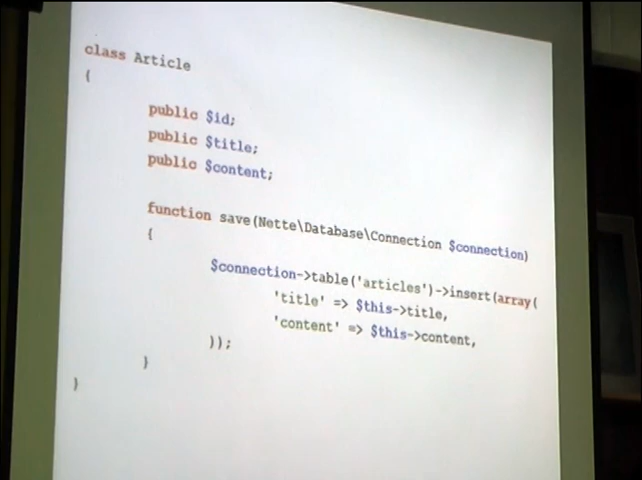 class Article
{
public $id;
public $title;
public $content;
function save(Nette\Database\Connection $connection)
{
$connection->table('articles')->insert(array(
'title' => $this->title,
'content' => $this->content,
));
}
}